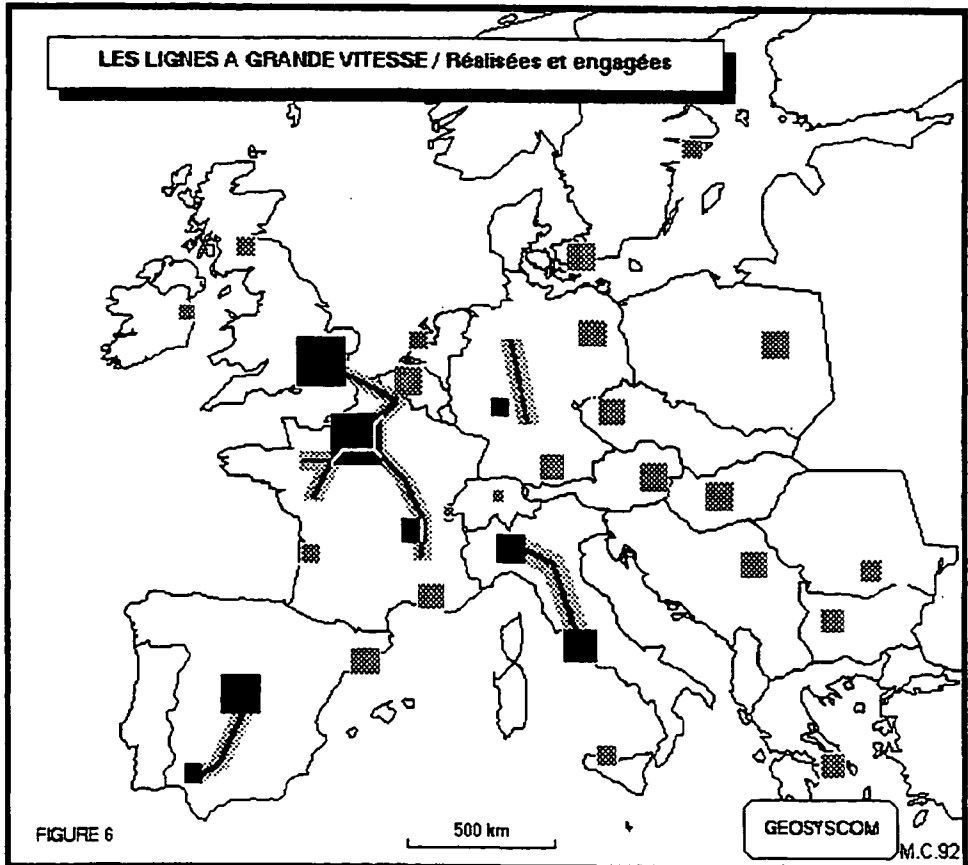 LES LIGNES A GRANDE VITESSE / Réalisées et engagées
FIGURE 6
500 km
GEOSYSCOM
M.C.92